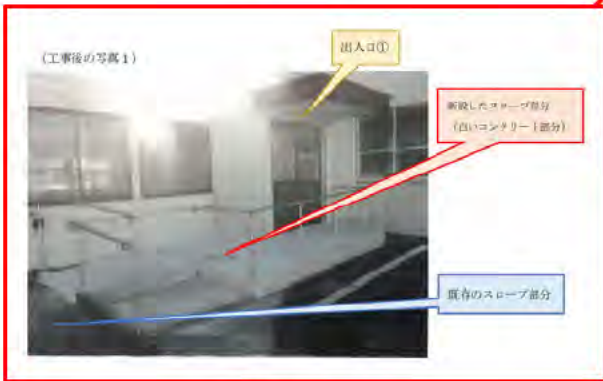 (工事後の写真1)
出入口①
新設したスロープ部分
(白いコンクリート部分)
既存のスロープ部分